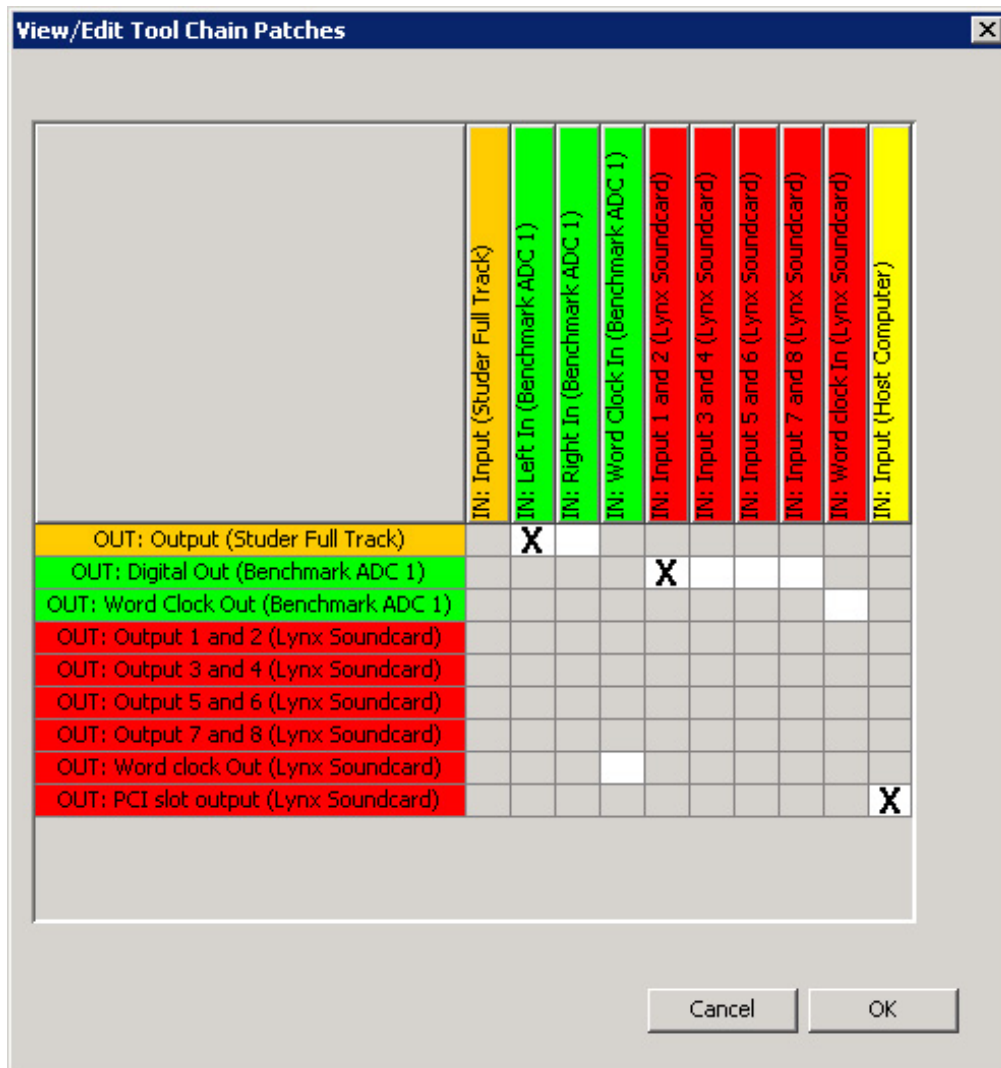 View/Edit Tool Chain Patches
IN: Input (Studer Full Track)
IN: Left In (Benchmark ADC 1)
IN: Right In (Benchmark ADC 1)
IN: Word Clock In (Benchmark ADC 1)
IN: Input 1 and 2 (Lynx Soundcard)
IN: Input 3 and 4 (Lynx Soundcard)
IN: Input 5 and 6 (Lynx Soundcard)
IN: Input 7 and 8 (Lynx Soundcard)
IN: Word clock In (Lynx Soundcard)
IN: Input (Host Computer)
OUT: Output (Studer Full Track) X
OUT: Digital Out (Benchmark ADC 1) X
OUT: Word Clock Out (Benchmark ADC 1)
OUT: Output 1 and 2 (Lynx Soundcard)
OUT: Output 3 and 4 (Lynx Soundcard)
OUT: Output 5 and 6 (Lynx Soundcard)
OUT: Output 7 and 8 (Lynx Soundcard)
OUT: Word clock Out (Lynx Soundcard)
OUT: PCI slot output (Lynx Soundcard) X
Cancel OK